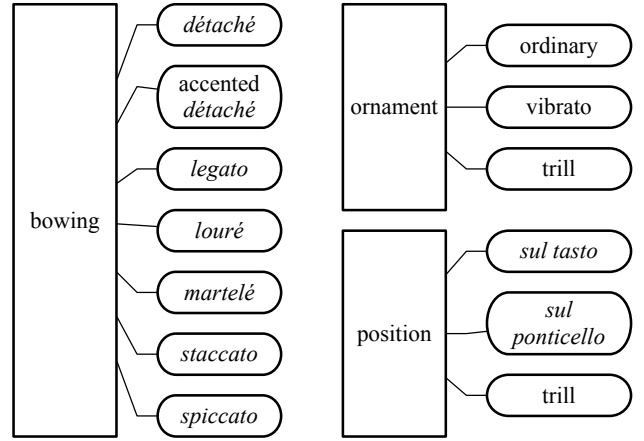 bowing
détaché
accented
détaché
legato
louré
martelé
staccato
spiccato
ornament
ordinary
vibrato
trill
position
sul tasto
sul
ponticello
trill